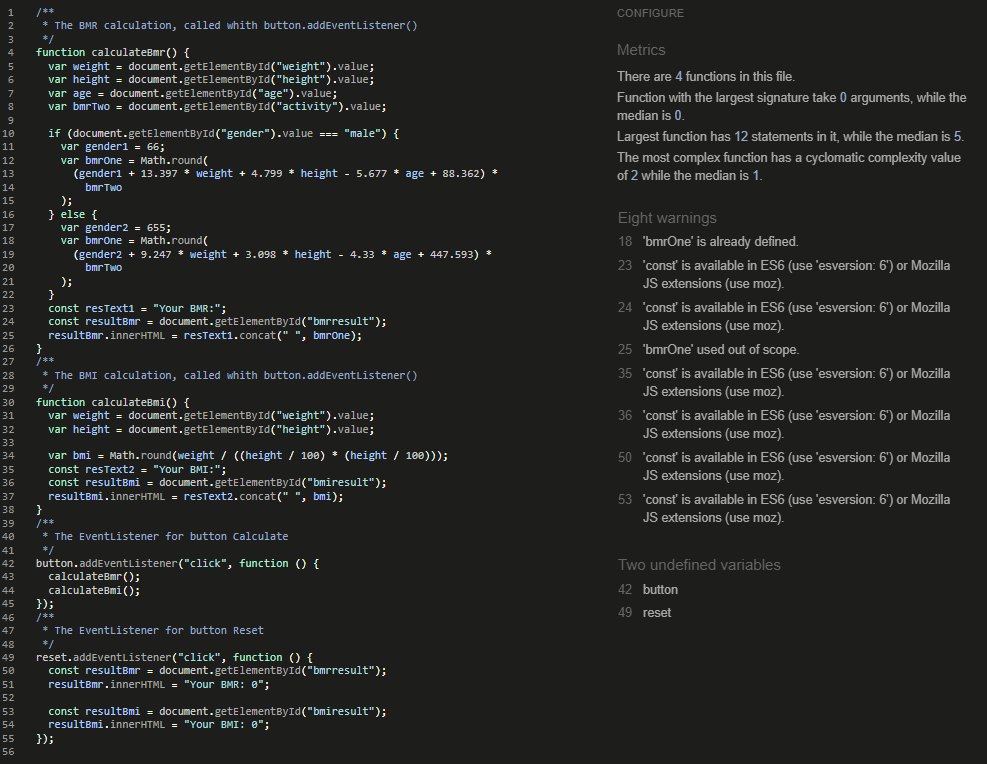 1 /**
2 * The BMR calculation, called whith button.addEventListener()
3 */
4 function calculateBmr() {
5 var weight = document.getElementById("weight").value;
6 var height = document.getElementById("height").value;
7 var age = document.getElementById("age").value;
8 var bmrTwo = document.getElementById("activity").value;
9
10 if (document.getElementById("gender").value === "male") {
11 var gender1 = 66;
12 var bmrOne = Math.round(
13 (gender1 + 13.397 * weight + 4.799 * height - 5.677 * age + 88.362) *
14 bmrTwo
15 );
16 } else {
17 var gender2 = 655;
18 var bmrOne = Math.round(
19 (gender2 + 9.247 * weight + 3.098 * height - 4.33 * age + 447.593) *
20 bmrTwo
21 );
22 }
23 const resText1 = "Your BMR:";
24 const resultBmr = document.getElementById("bmrresult");
25 resultBmr.innerHTML = resText1.concat(" ", bmrOne);
26 }
27 /**
28 * The BMI calculation, called whith button.addEventListener()
29 */
30 function calculateBmi() {
31 var weight = document.getElementById("weight").value;
32 var height = document.getElementById("height").value;
33
34 var bmi = Math.round(weight / ((height / 100) * (height / 100)));
35 const resText2 = "Your BMI:";
36 const resultBmi = document.getElementById("bmiresult");
37 resultBmi.innerHTML = resText2.concat(" ", bmi);
38 }
39 /**
40 * The EventListener for button Calculate
41 */
42 button.addEventListener("click", function () {
43 calculateBmr();
44 calculateBmi();
45 });
46 /**
47 * The EventListener for button Reset
48 */
49 reset.addEventListener("click", function () {
50 const resultBmr = document.getElementById("bmrresult");
51 resultBmr.innerHTML = "Your BMR: 0";
52
53 const resultBmi = document.getElementById("bmiresult");
54 resultBmi.innerHTML = "Your BMI: 0";
55 });
56
CONFIGURE
Metrics
There are 4 functions in this file.
Function with the largest signature take 0 arguments, while the
median is 0.
Largest function has 12 statements in it, while the median is 5.
The most complex function has a cyclomatic complexity value
of 2 while the median is 1.
Eight warnings
18 'bmrOne' is already defined.
23 'const' is available in ES6 (use 'esversion: 6') or Mozilla
JS extensions (use moz).
24 'const' is available in ES6 (use 'esversion: 6') or Mozilla
JS extensions (use moz).
25 'bmrOne' used out of scope.
35 'const' is available in ES6 (use 'esversion: 6') or Mozilla
JS extensions (use moz).
36 'const' is available in ES6 (use 'esversion: 6') or Mozilla
JS extensions (use moz).
50 'const' is available in ES6 (use 'esversion: 6') or Mozilla
JS extensions (use moz).
53 'const' is available in ES6 (use 'esversion: 6') or Mozilla
JS extensions (use moz).
Two undefined variables
42 button
49 reset